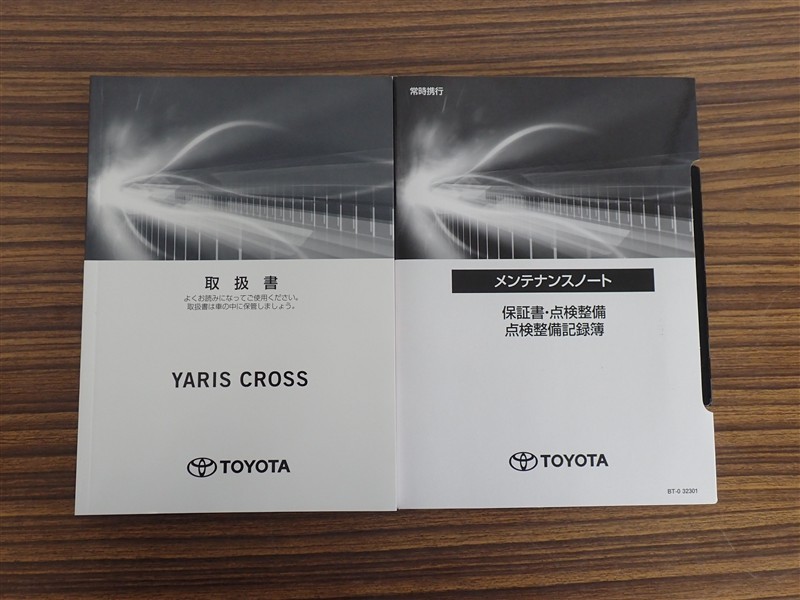 取扱書
よくお読みになってご使用ください。
取扱書は車の中に保管しましょう。
YARIS CROSS
TOYOTA
常時携行
メンテナンスノート
保証書・点検整備
点検整備記録簿
TOYOTA
BT-0 32301